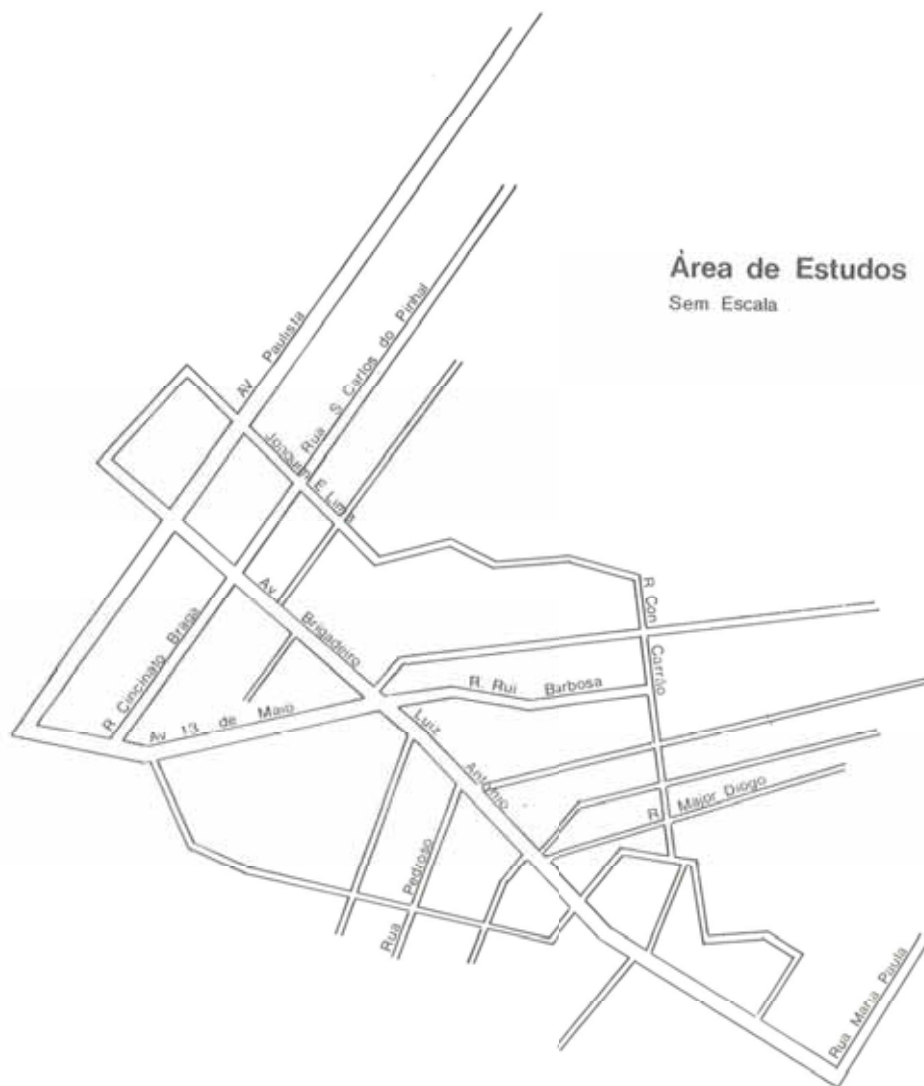 Área de Estudos
Sem Escala
AV Paulista
Rua S Carlos do Pinhal
Joaquim E Lima
Av Brigadeiro Luiz Antônio
R Cincinato Braga
Av 13 de Maio
R. Rui Barbosa
R Con Carrão
R Major Diogo
Rua Pedroso
Rua Maria Paula